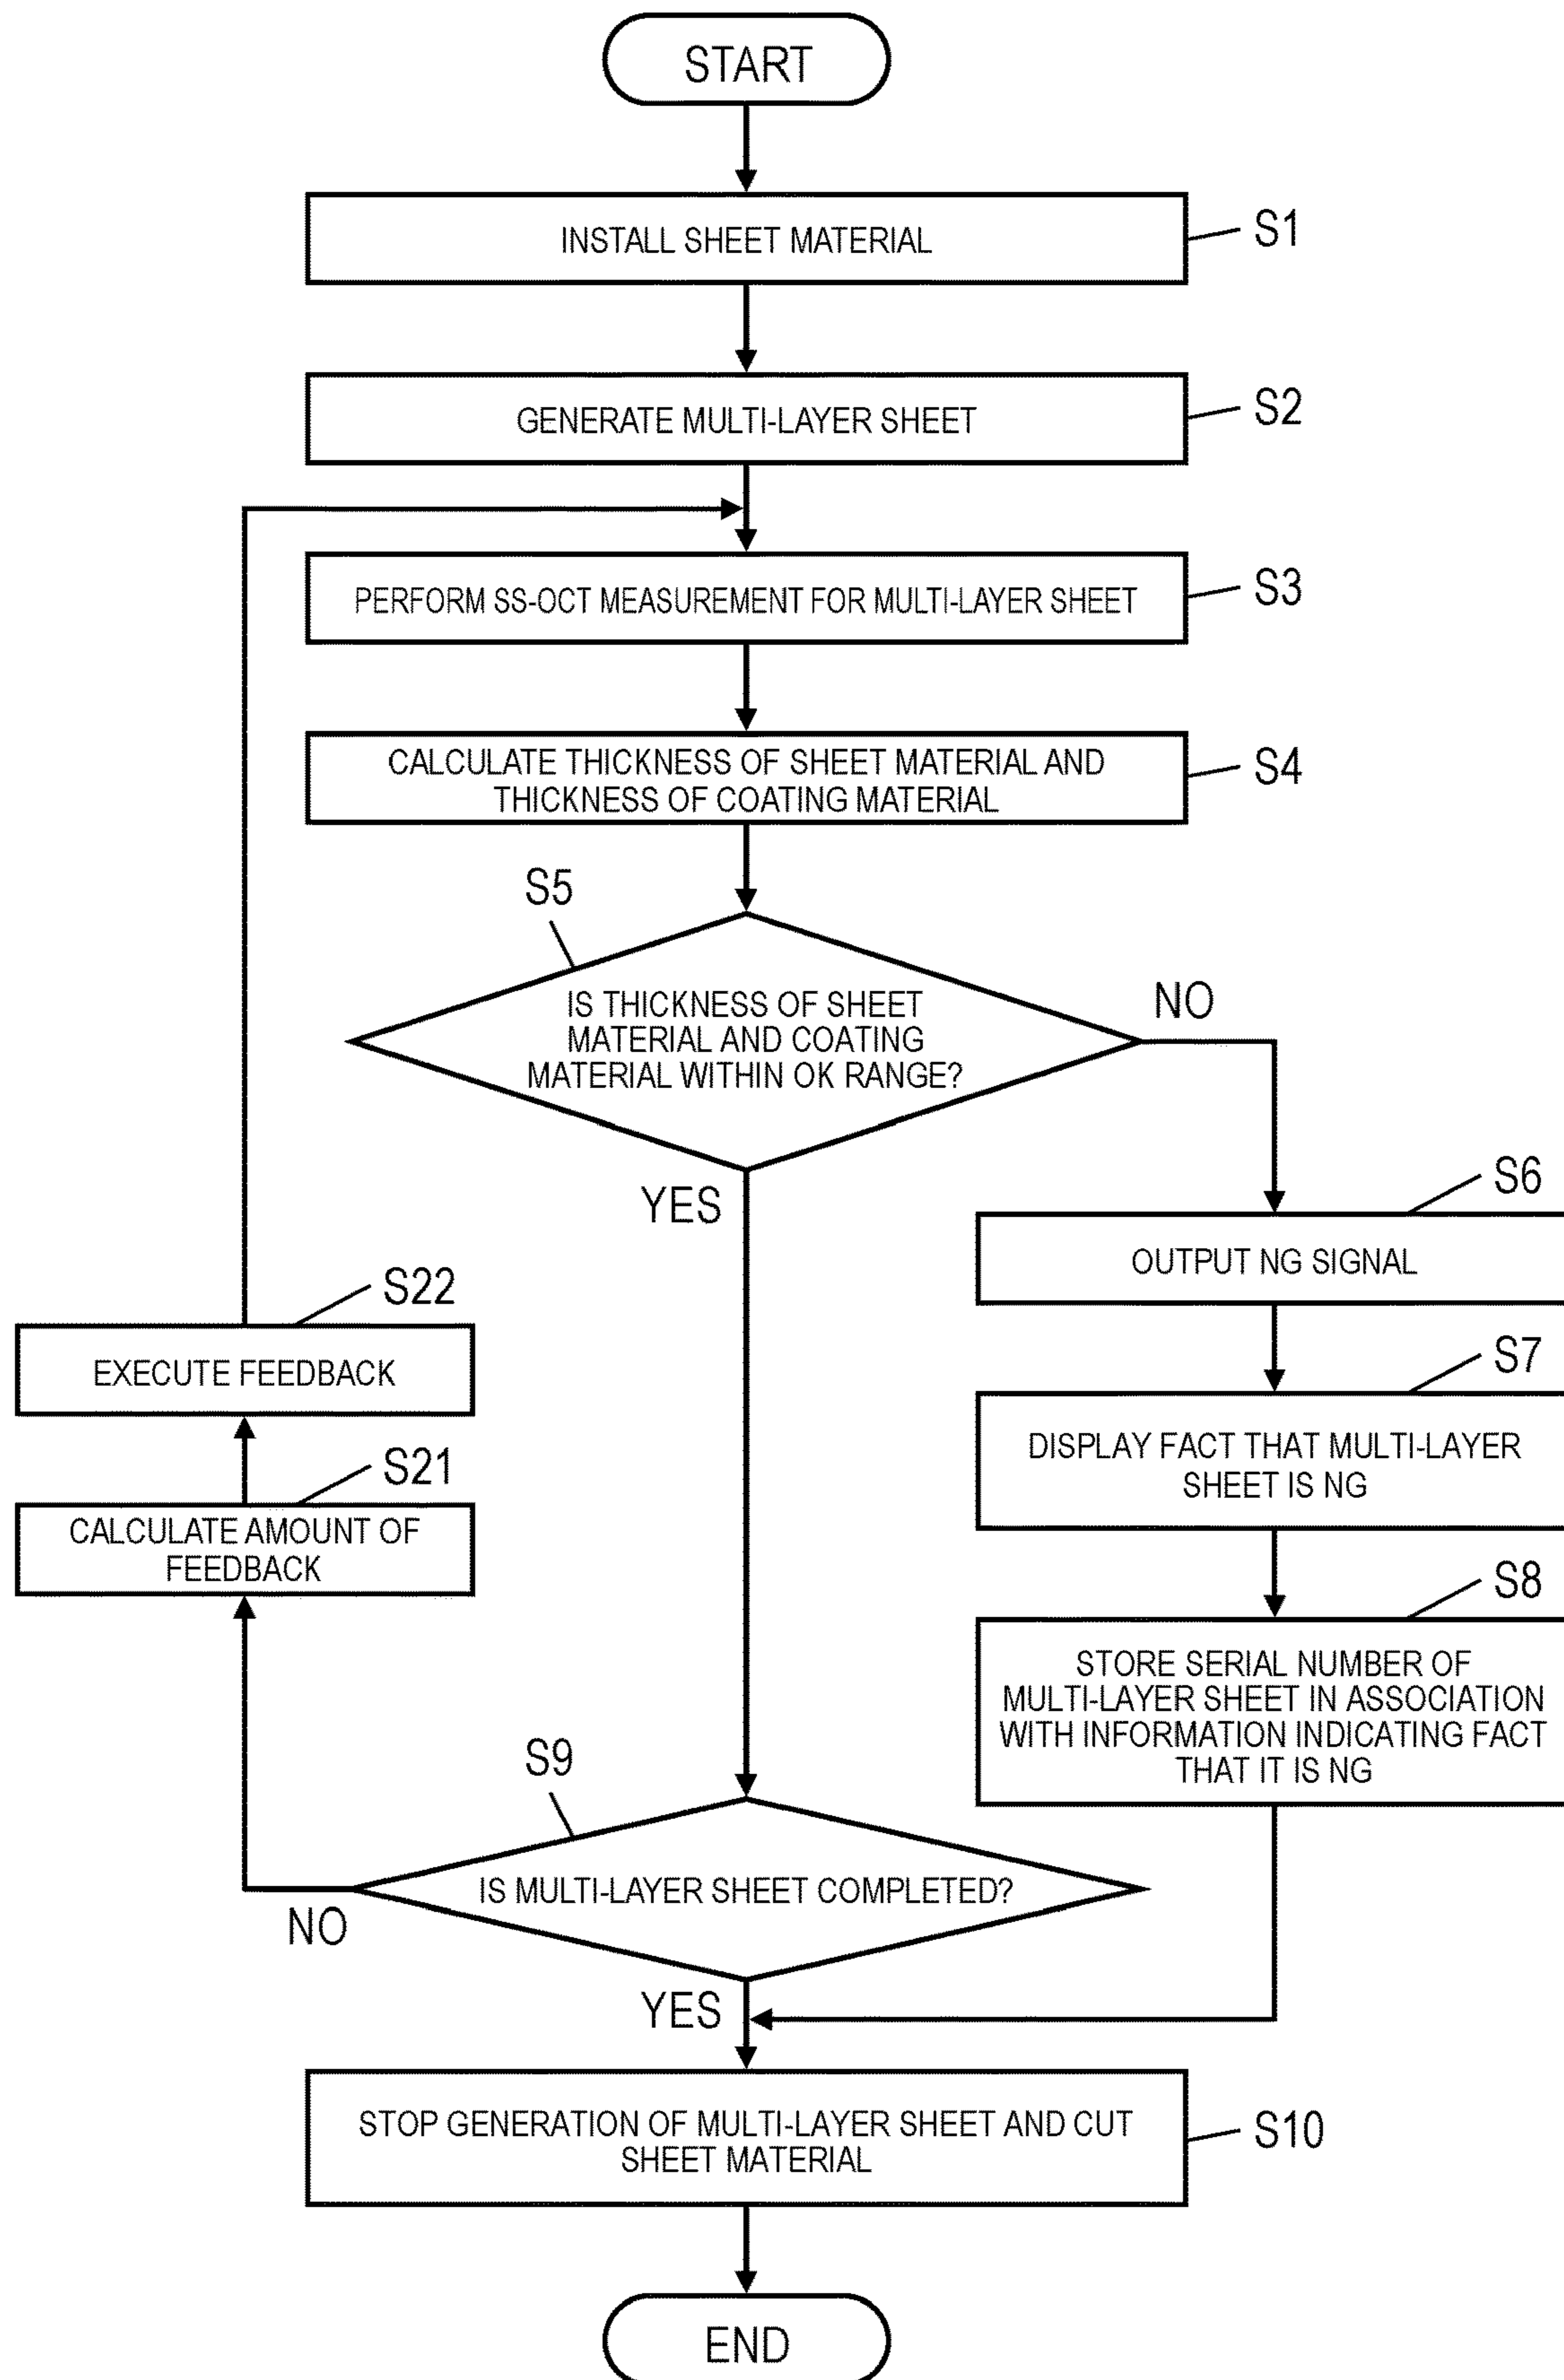 START
INSTALL SHEET MATERIAL
S1
GENERATE MULTI-LAYER SHEET
S2
PERFORM SS-OCT MEASUREMENT FOR MULTI-LAYER SHEET
S3
CALCULATE THICKNESS OF SHEET MATERIAL AND
THICKNESS OF COATING MATERIAL
S4
S5
IS THICKNESS OF SHEET
MATERIAL AND COATING
MATERIAL WITHIN OK RANGE?
NO
YES
S6
OUTPUT NG SIGNAL
S7
DISPLAY FACT THAT MULTI-LAYER
SHEET IS NG
S8
STORE SERIAL NUMBER OF
MULTI-LAYER SHEET IN ASSOCIATION
WITH INFORMATION INDICATING FACT
THAT IT IS NG
S22
EXECUTE FEEDBACK
S21
CALCULATE AMOUNT OF
FEEDBACK
S9
IS MULTI-LAYER SHEET COMPLETED?
NO
YES
STOP GENERATION OF MULTI-LAYER SHEET AND CUT
SHEET MATERIAL
S10
END